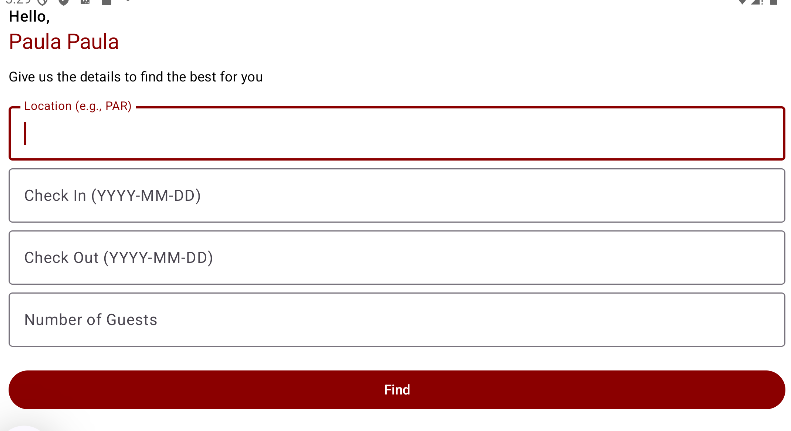 Hello,
Paula Paula
Give us the details to find the best for you
Location (e.g., PAR)
Check In (YYYY-MM-DD)
Check Out (YYYY-MM-DD)
Number of Guests
Find